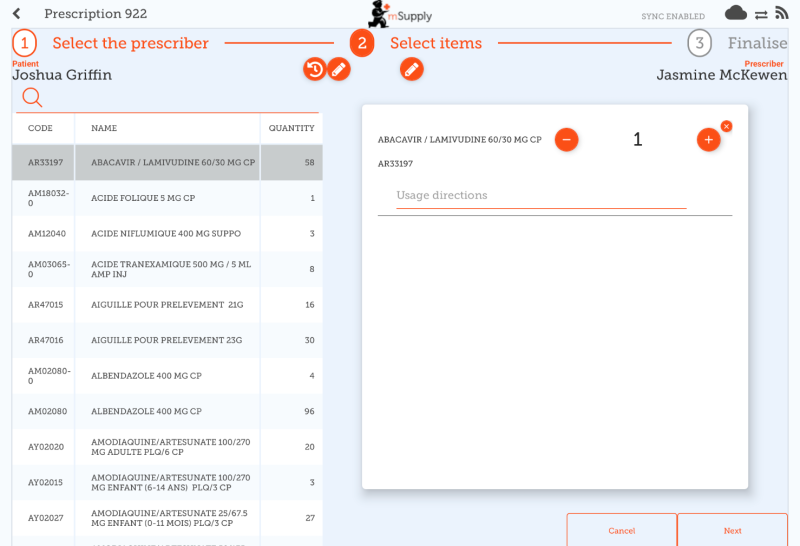 Prescription 922
mSupply
SYNC ENABLED
1 Select the prescriber
2 Select items
3 Finalise
Patient
Joshua Griffin
Prescriber
Jasmine McKewen
CODE NAME QUANTITY
AR33197 ABACAVIR / LAMIVUDINE 60/30 MG CP 58
AM18032-
0
ACIDE FOLIQUE 5 MG CP 1
AM12040 ACIDE NIFLUMIQUE 400 MG SUPPO 3
AM03065-
0
ACIDE TRANEXAMIQUE 500 MG / 5 ML
AMP INJ
8
AR47015 AIGUILLE POUR PRELEVEMENT 21G 16
AR47016 AIGUILLE POUR PRELEVEMENT 23G 30
AM02080-
0
ALBENDAZOLE 400 MG CP 4
AM02080 ALBENDAZOLE 400 MG CP 96
AY02020 AMODIAQUINE/ARTESUNATE 100/270
MG ADULTE PLQ/6 CP
20
AY02015 AMODIAQUINE/ARTESUNATE 100/270
MG ENFANT (6-14 ANS) PLQ/3 CP
3
AY02027 AMODIAQUINE/ARTESUNATE 25/67.5
MG ENFANT (0-11 MOIS) PLQ/3 CP
27
ABACAVIR / LAMIVUDINE 60/30 MG CP
1
AR33197
Usage directions
Cancel
Next